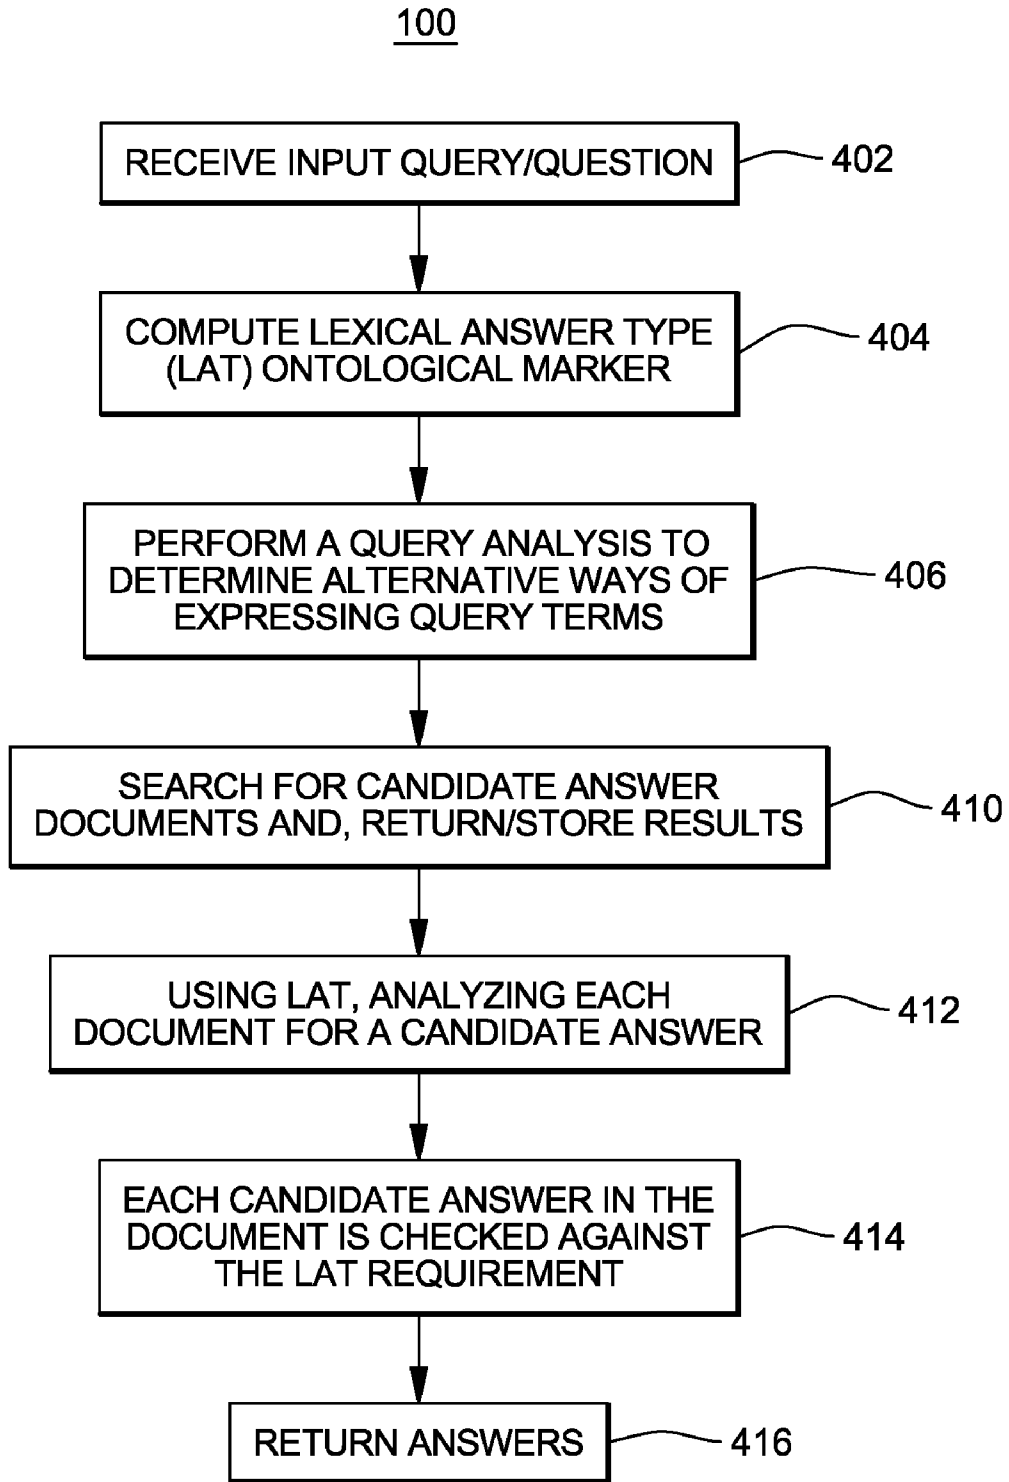 100
RECEIVE INPUT QUERY/QUESTION
402
COMPUTE LEXICAL ANSWER TYPE
(LAT) ONTOLOGICAL MARKER
404
PERFORM A QUERY ANALYSIS TO
DETERMINE ALTERNATIVE WAYS OF
EXPRESSING QUERY TERMS
406
SEARCH FOR CANDIDATE ANSWER
DOCUMENTS AND, RETURN/STORE RESULTS
410
USING LAT, ANALYZING EACH
DOCUMENT FOR A CANDIDATE ANSWER
412
EACH CANDIDATE ANSWER IN THE
DOCUMENT IS CHECKED AGAINST
THE LAT REQUIREMENT
414
RETURN ANSWERS
416